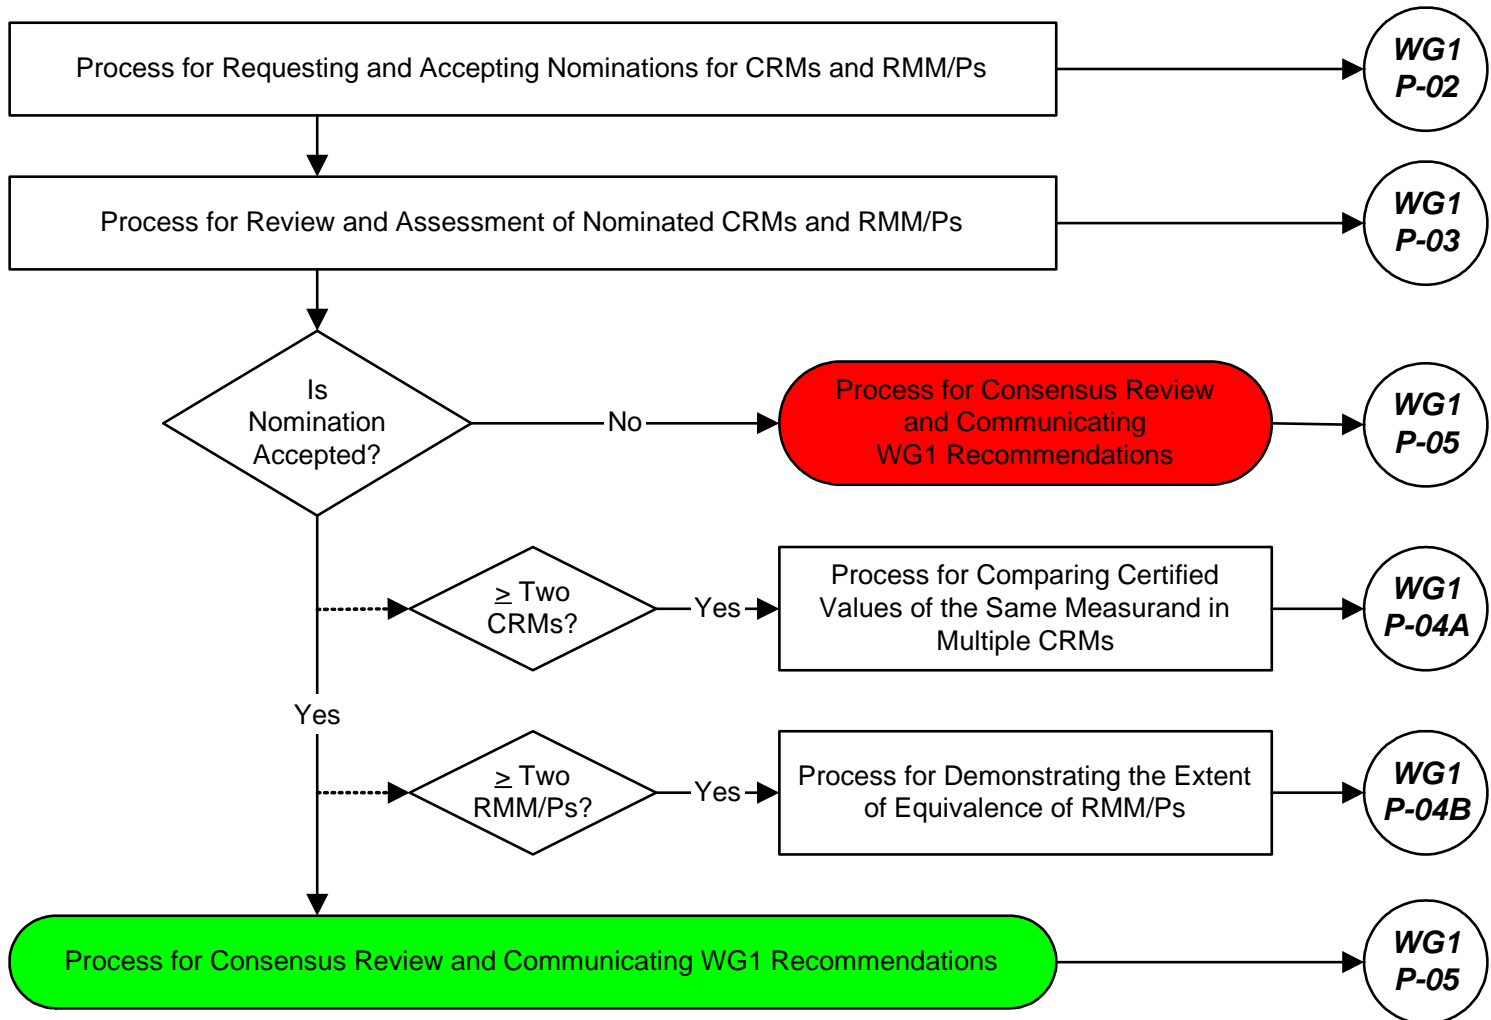 Process for Requesting and Accepting Nominations for CRMs and RMM/Ps
WG1
P-02
Process for Review and Assessment of Nominated CRMs and RMM/Ps
WG1
P-03
Is
Nomination
Accepted?
No
Process for Consensus Review
and Communicating
WG1 Recommendations
WG1
P-05
≥ Two
CRMs?
Yes
Process for Comparing Certified
Values of the Same Measurand in
Multiple CRMs
WG1
P-04A
Yes
≥ Two
RMM/Ps?
Yes
Process for Demonstrating the Extent
of Equivalence of RMM/Ps
WG1
P-04B
Process for Consensus Review and Communicating WG1 Recommendations
WG1
P-05